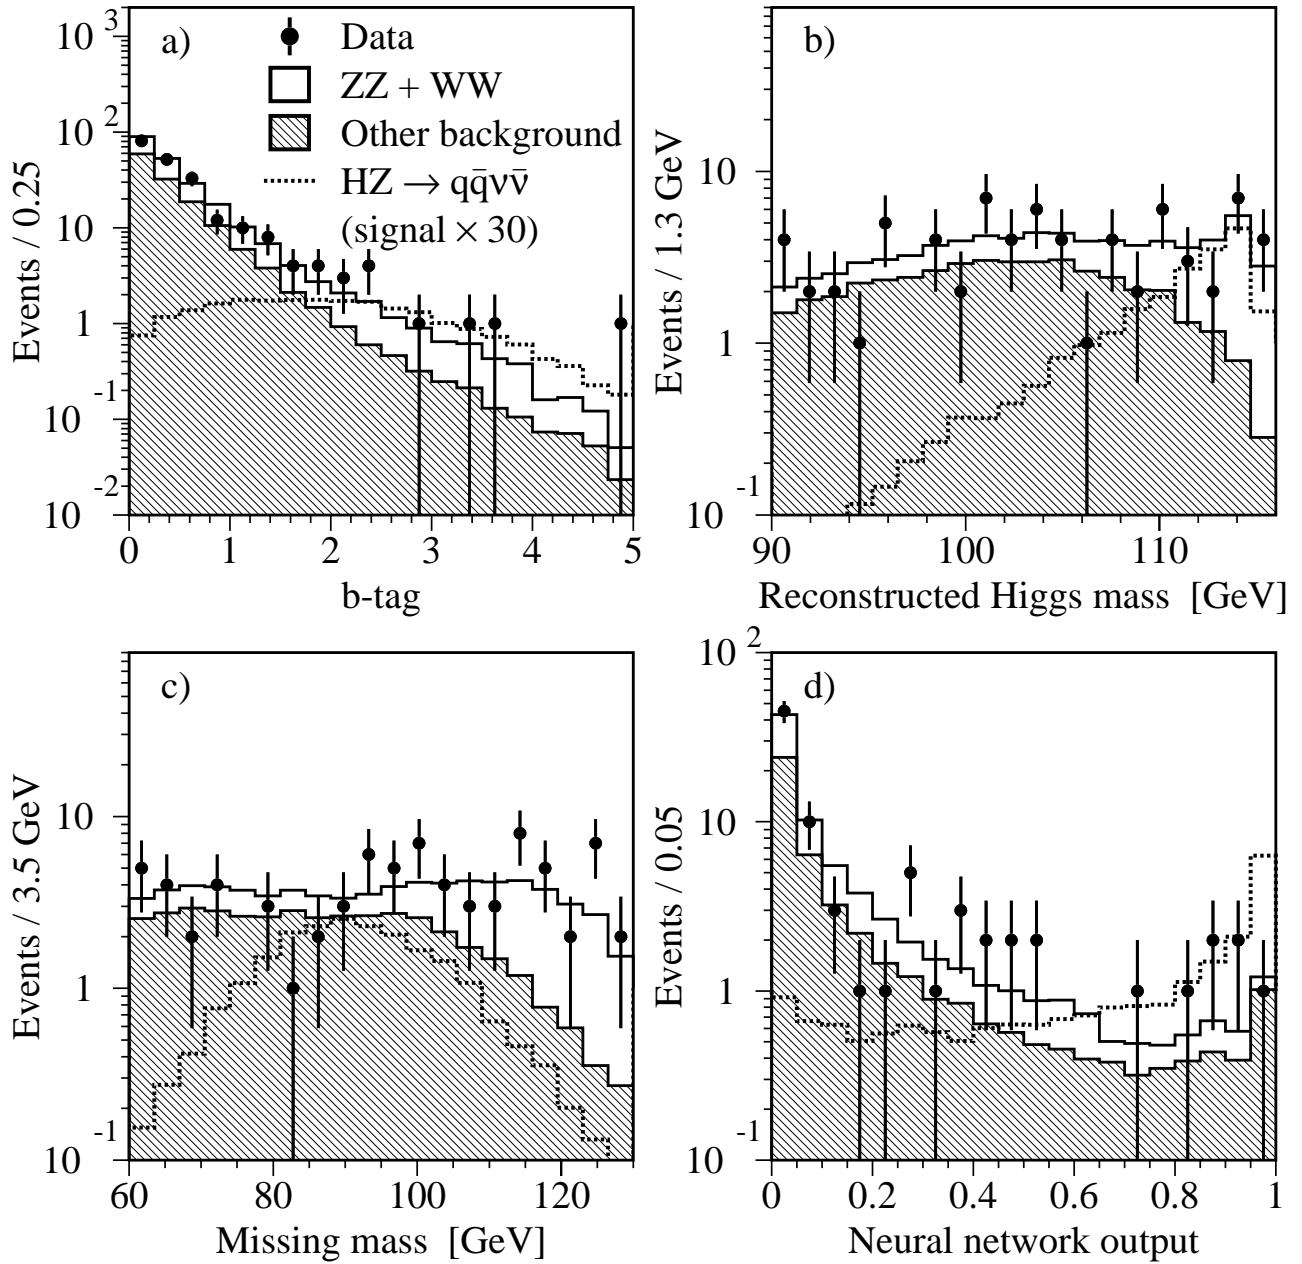 a)
Data
ZZ + WW
Other background
HZ → qq̄νν̄
(signal × 30)
Events / 0.25
10 3
10 2
10
1
10 -1
10 -2
0 1 2 3 4 5
b-tag
b)
Events / 1.3 GeV
10
1
10 -1
90 100 110
Reconstructed Higgs mass [GeV]
c)
Events / 3.5 GeV
10
1
10 -1
60 80 100 120
Missing mass [GeV]
d)
Events / 0.05
10 2
10
1
10 -1
0 0.2 0.4 0.6 0.8 1
Neural network output